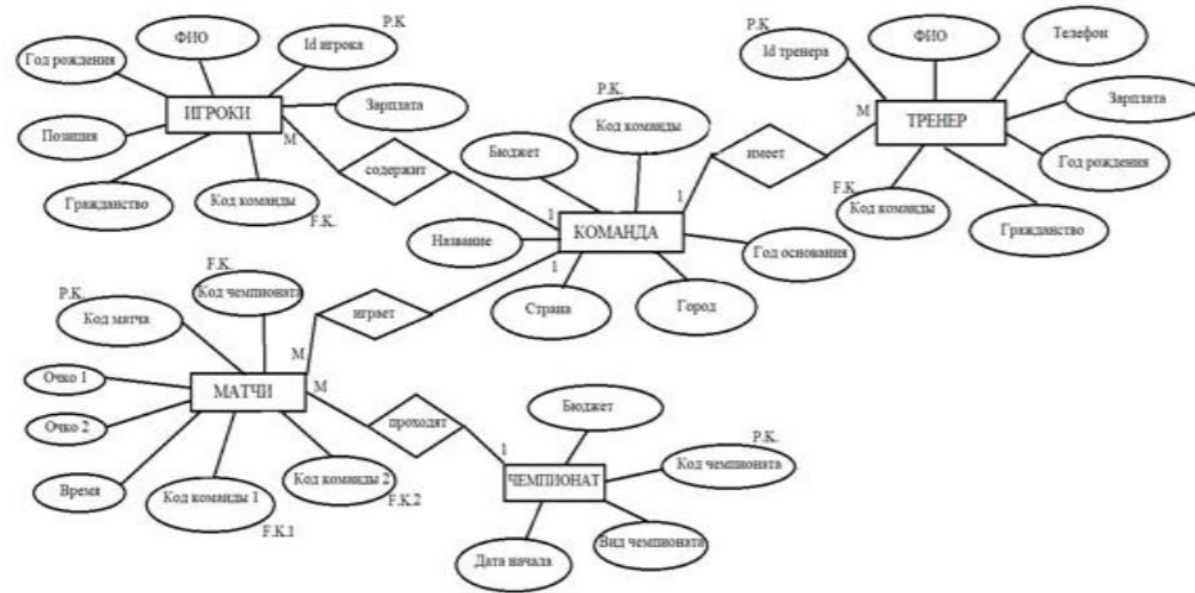 P.K
ФИО
Id игрока
Год рождения
ИГРОКИ
Зарплата
Позиция
М
Гражданство
Код команды
F.K.
содержит
P.K
Id тренера
ФИО
Телефон
Зарплата
М
ТРЕНЕР
Год рождения
F.K.
Код команды
Гражданство
имеет
P.K.
Код команды
Бюджет
1
1
КОМАНДА
Название
1
Год основания
Страна
Город
F.K.
Код чемпионата
P.K.
Код матча
играет
М
Очко 1
МАТЧИ
М
Очко 2
проходят
Время
Код команды 1
F.K.1
Код команды 2
F.K.2
Бюджет
1
P.K.
Код чемпионата
ЧЕМПИОНАТ
Дата начала
Вид чемпионата